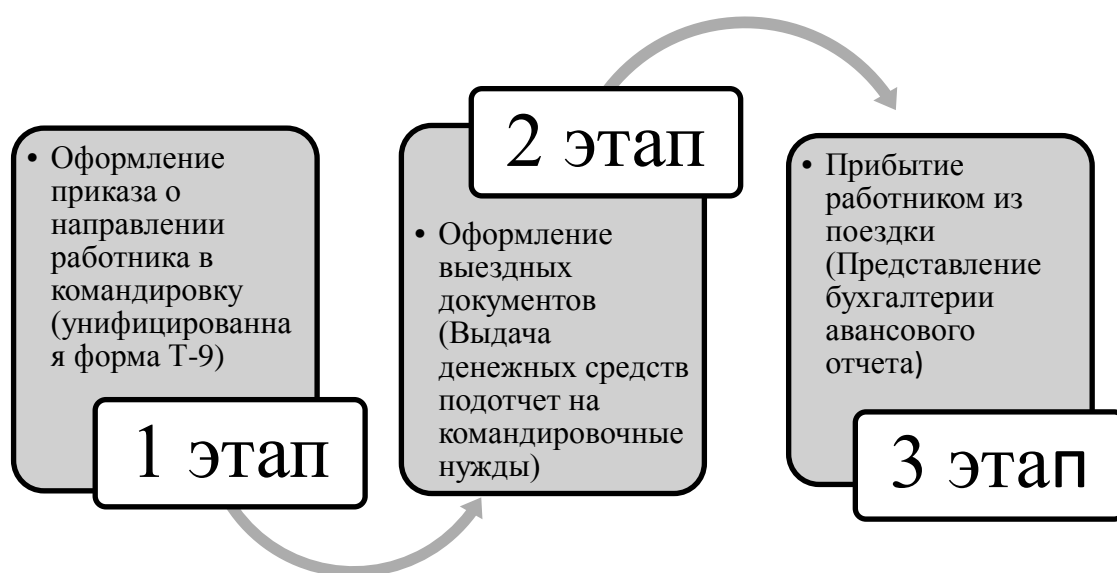 • Оформление
приказа о
направлении
работника в
командировку
(унифицированна
я форма Т-9)
1 этап
2 этап
• Оформление
выездных
документов
(Выдача
денежных средств
подотчет на
командировочные
нужды)
• Прибытие
работником из
поездки
(Представление
бухгалтерии
авансового
отчета)
3 этап